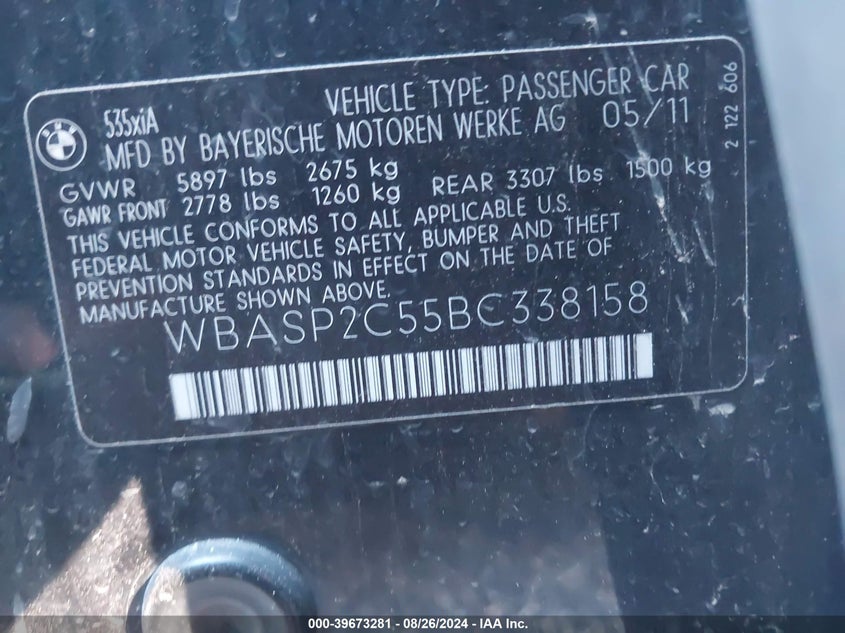 535xiA
VEHICLE TYPE: PASSENGER CAR
MFD BY BAYERISCHE MOTOREN WERKE AG 05/11
GVWR 5897 lbs 2675 kg
GAWR FRONT 2778 lbs 1260 kg REAR 3307 lbs 1500 kg
THIS VEHICLE CONFORMS TO ALL APPLICABLE U.S.
FEDERAL MOTOR VEHICLE SAFETY, BUMPER AND THEFT
PREVENTION STANDARDS IN EFFECT ON THE DATE OF
MANUFACTURE SHOWN ABOVE.
WBASP2C55BC338158
2 122 606
000-39673281 - 08/26/2024 - IAA Inc.